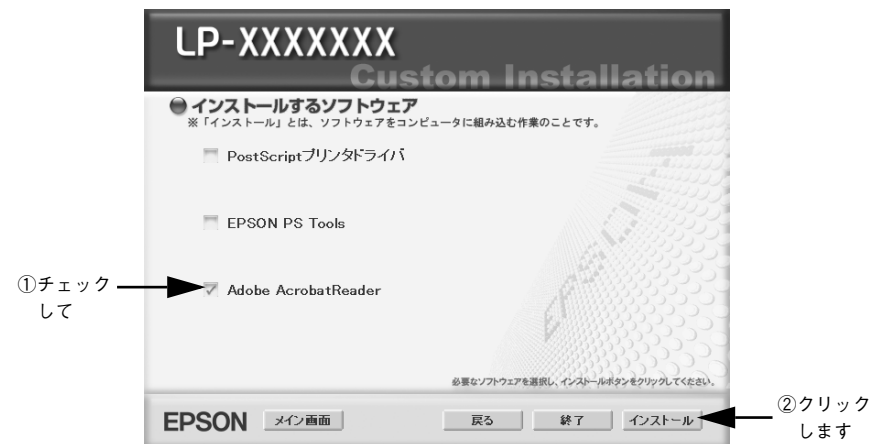 LP-XXXXXXX
Custom Installation
インストールするソフトウェア
※「インストール」とは、ソフトウェアをコンピュータに組み込む作業のことです。
PostScriptプリンタドライバ
EPSON PS Tools
①チェック
して
Adobe AcrobatReader
EPSON
必要なソフトウェアを選択し、インストールボタンをクリックしてください。
EPSON
メイン画面
戻る
終了
インストール
②クリック
します